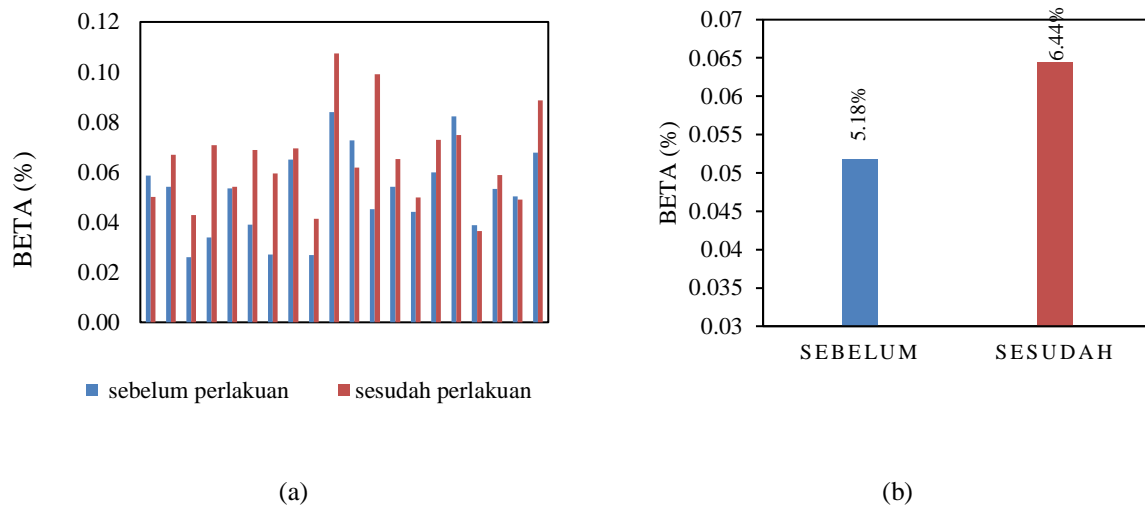 BETA (%)
0.12
0.10
0.08
0.06
0.04
0.02
0.00
sebelum perlakuan
sesudah perlakuan
(a)
BETA (%)
0.07
0.065
0.06
0.055
0.05
0.045
0.04
0.035
0.03
5.18%
6.44%
SEBELUM
SESUDAH
(b)